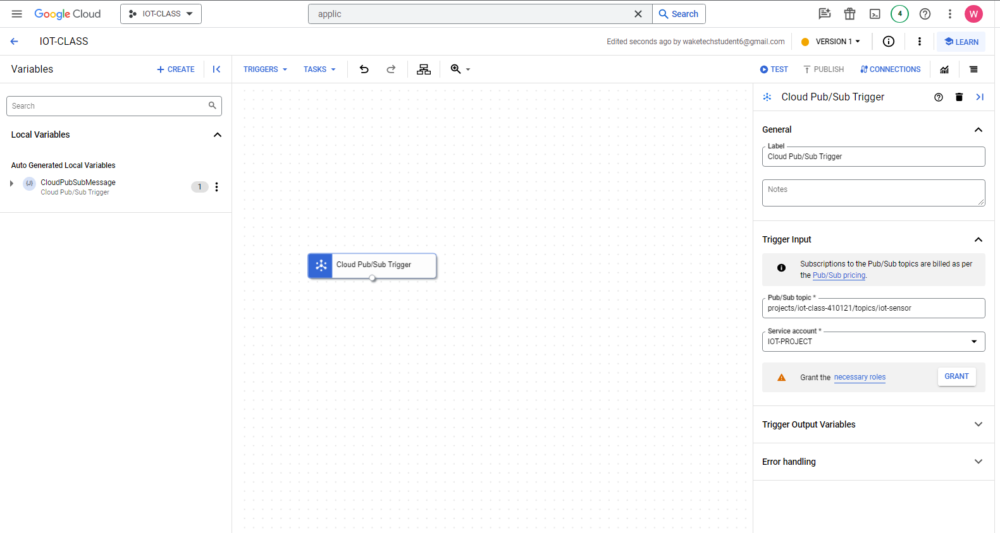 Google Cloud
IOT-CLASS
applic
Search
4
W
IOT-CLASS
Edited seconds ago by waketechstudent6@gmail.com
VERSION 1
LEARN
Variables
CREATE
TRIGGERS
TASKS
TEST
PUBLISH
CONNECTIONS
Search
Local Variables
Auto Generated Local Variables
{J}
CloudPubSubMessage
Cloud Pub/Sub Trigger
1
Cloud Pub/Sub Trigger
Cloud Pub/Sub Trigger
General
Label
Cloud Pub/Sub Trigger
Notes
Trigger Input
Subscriptions to the Pub/Sub topics are billed as per
the Pub/Sub pricing.
Pub/Sub topic *
projects/iot-class-410121/topics/iot-sensor
Service account *
IOT-PROJECT
Grant the necessary roles
GRANT
Trigger Output Variables
Error handling